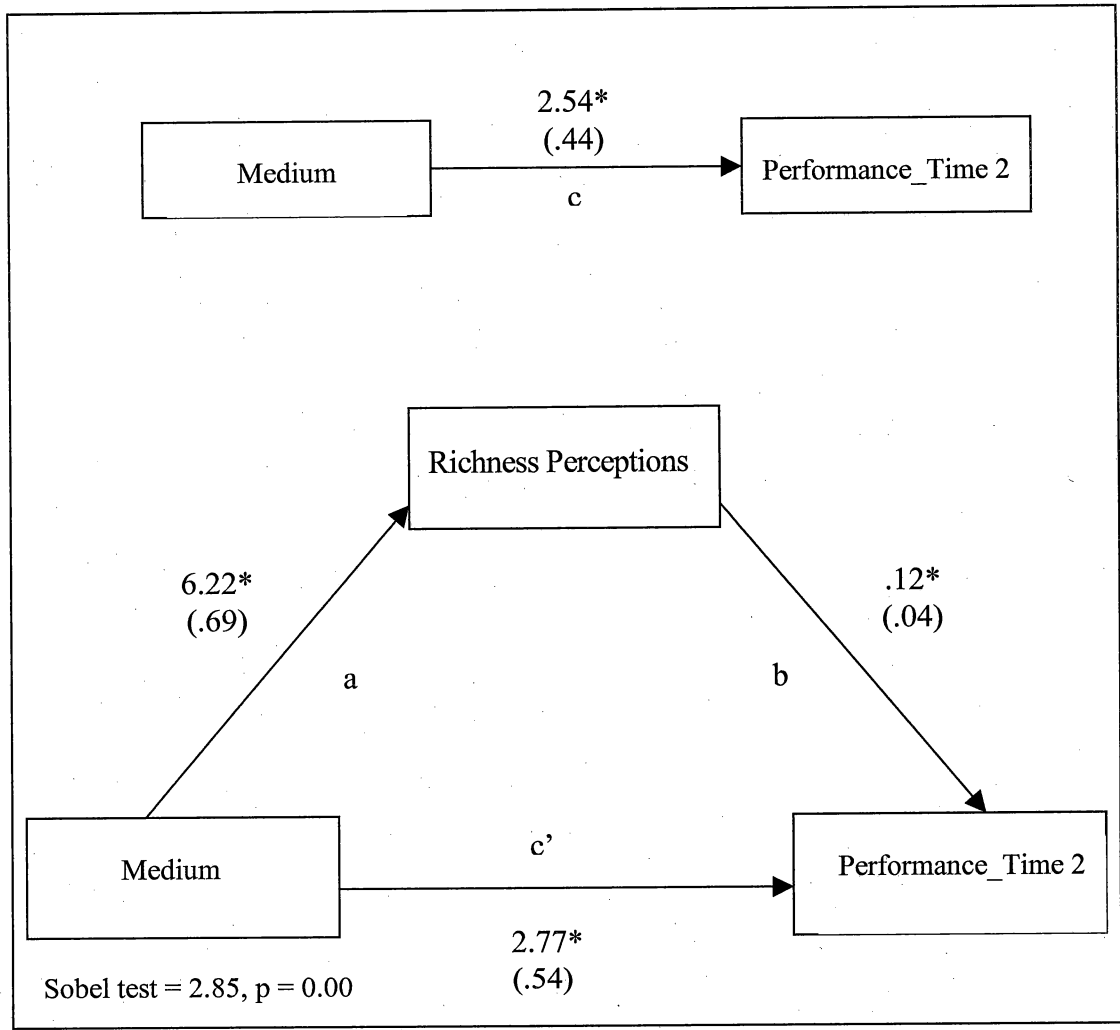 2.54*
(.44)
Medium
Performance_Time 2
c
Richness Perceptions
6.22*
(.69)
.12*
(.04)
a
b
c’
Medium
Performance_Time 2
2.77*
(.54)
Sobel test = 2.85, p = 0.00